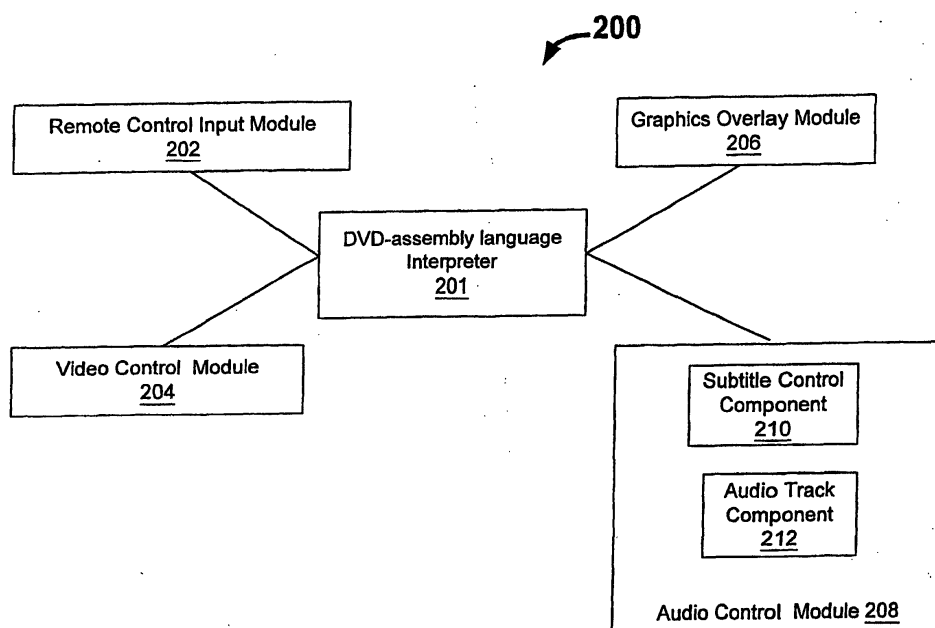 200
Remote Control Input Module
202
Graphics Overlay Module
206
DVD-assembly language
Interpreter
201
Video Control Module
204
Subtitle Control
Component
210
Audio Track
Component
212
Audio Control Module 208